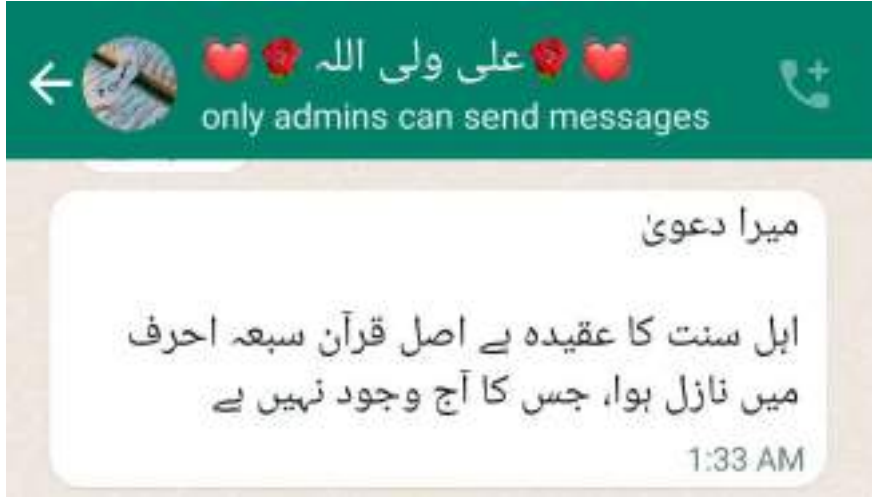 💓🌹علی ولی اللہ 🌹💓
only admins can send messages
میرا دعویٰ
اہل سنت کا عقیدہ ہے اصل قرآن سبعہ احرف
میں نازل ہوا، جس کا آج وجود نہیں ہے
1:33 AM